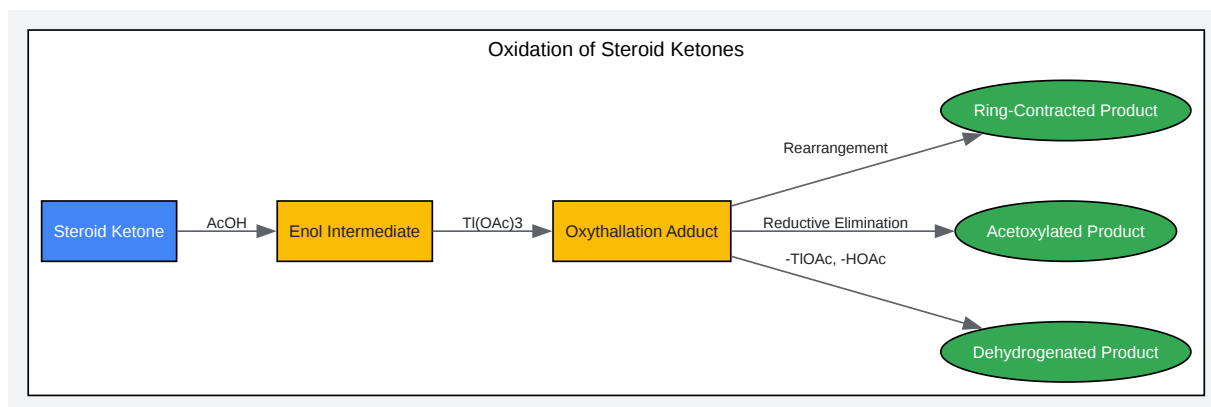 Oxidation of Steroid Ketones
Ring-Contracted Product
Rearrangement
Steroid Ketone
AcOH
Enol Intermediate
Tl(OAc)3
Oxythallation Adduct
Reductive Elimination
Acetoxylated Product
-TlOAc, -HOAc
Dehydrogenated Product